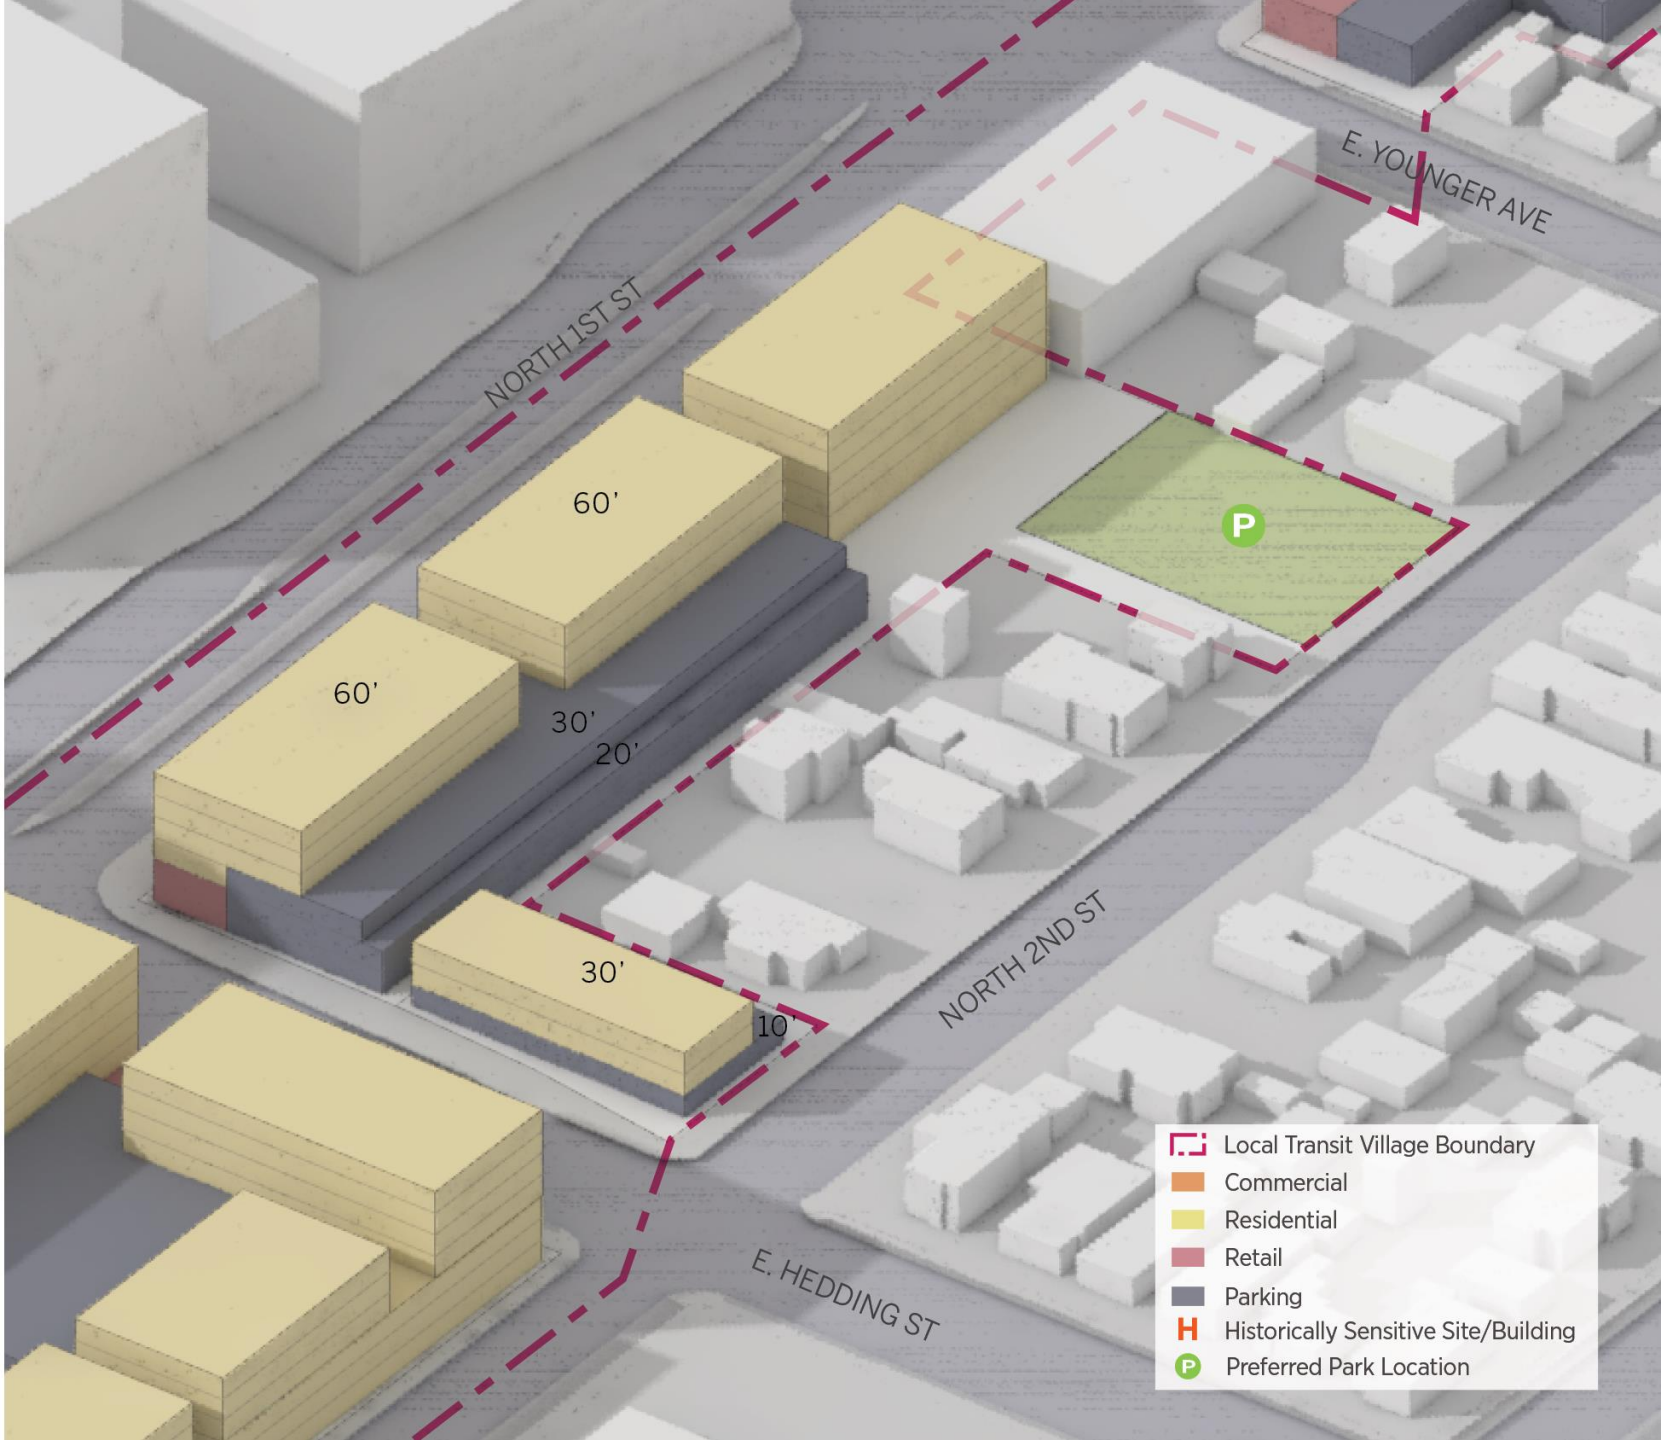 E. YOUNGER AVE
NORTH 1ST ST
60'
P
60'
30'
20'
30'
10'
NORTH 2ND ST
E. HEDDING ST
Local Transit Village Boundary
Commercial
Residential
Retail
Parking
H Historically Sensitive Site/Building
P Preferred Park Location